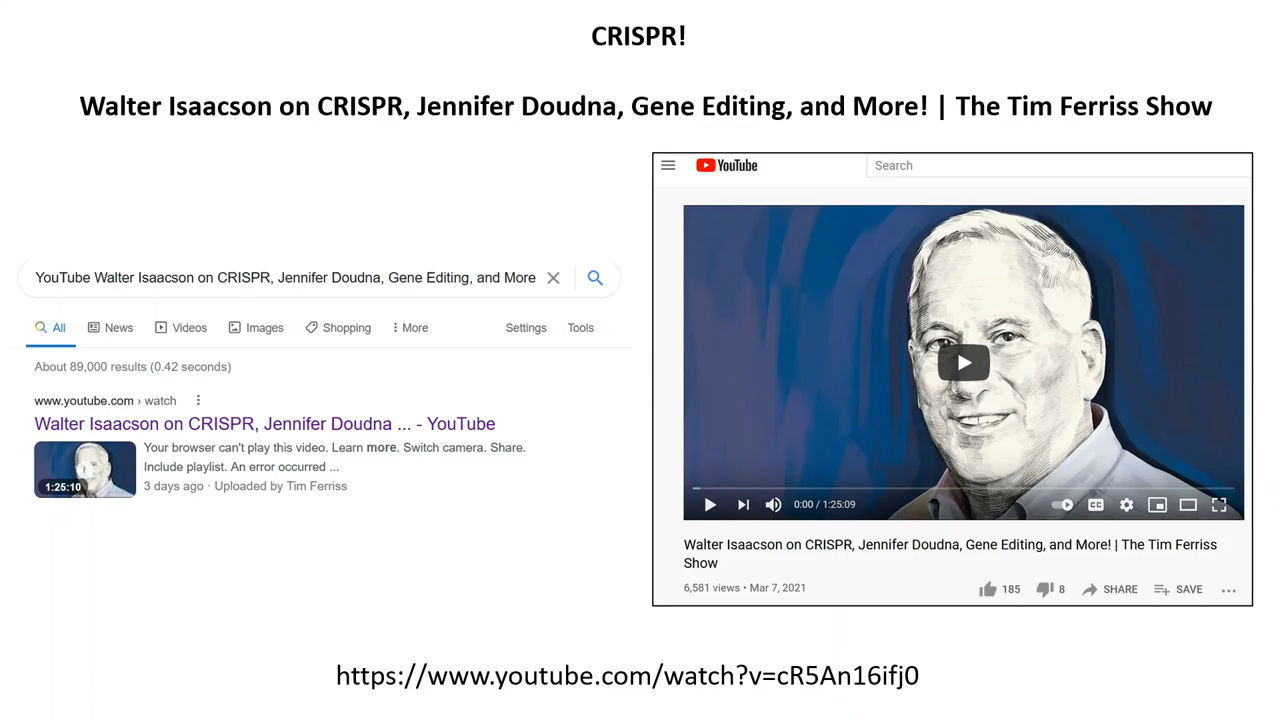 CRISPR!
Walter Isaacson on CRISPR, Jennifer Doudna, Gene Editing, and More! | The Tim Ferriss Show
YouTube Walter Isaacson on CRISPR, Jennifer Doudna, Gene Editing, and More
All News Videos Images Shopping More Settings Tools
About 89,000 results (0.42 seconds)
www.youtube.com › watch
Walter Isaacson on CRISPR, Jennifer Doudna ... - YouTube
1:25:10
Your browser can't play this video. Learn more. Switch camera. Share.
Include playlist. An error occurred ...
3 days ago · Uploaded by Tim Ferriss
YouTube
Search
0:00 / 1:25:09
CC
Walter Isaacson on CRISPR, Jennifer Doudna, Gene Editing, and More! | The Tim Ferriss
Show
6,581 views • Mar 7, 2021
185 8 SHARE SAVE
https://www.youtube.com/watch?v=cR5An16ifj0